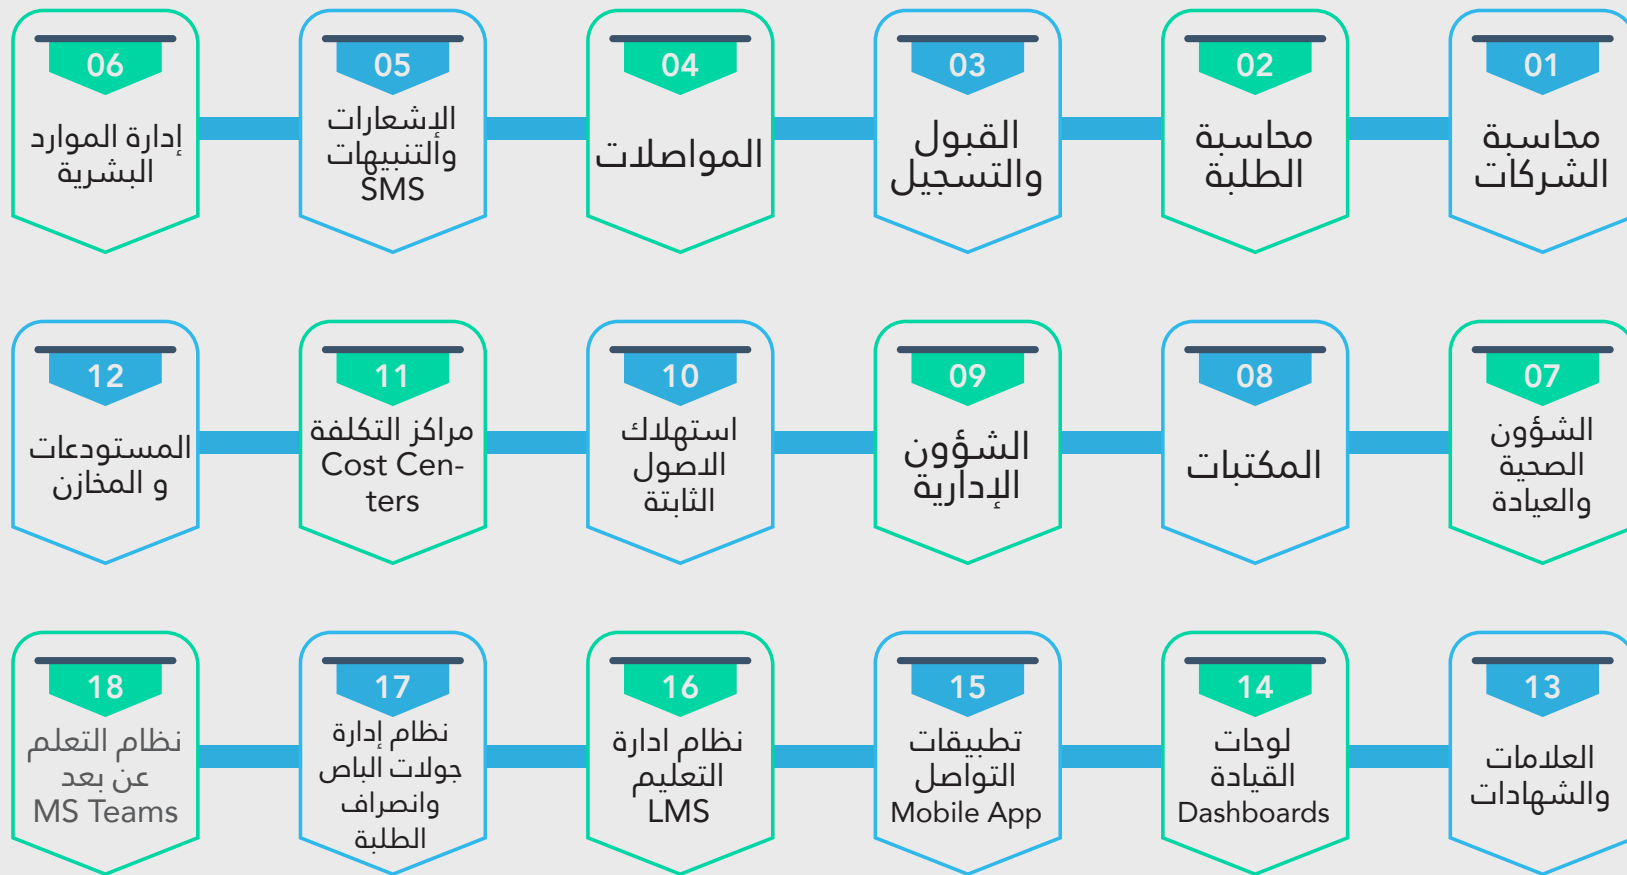 01
محاسبة
الشركات
02
محاسبة
الطلبة
03
القبول
والتسجيل
04
المواصلات
05
الإشعارات
والتنبيهات
SMS
06
إدارة الموارد
البشرية
07
الشؤون
الصحية
والعيادة
08
المكتبات
09
الشؤون
الإدارية
10
استهلاك
الاصول
الثابتة
11
مراكز التكلفة
Cost Cen-
ters
12
المستودعات
و المخازن
13
العلامات
والشهادات
14
لوحات
القيادة
Dashboards
15
تطبيقات
التواصل
Mobile App
16
نظام ادارة
التعليم
LMS
17
نظام إدارة
جولات الباص
وانصراف
الطلبة
18
نظام التعلم
عن بعد
MS Teams